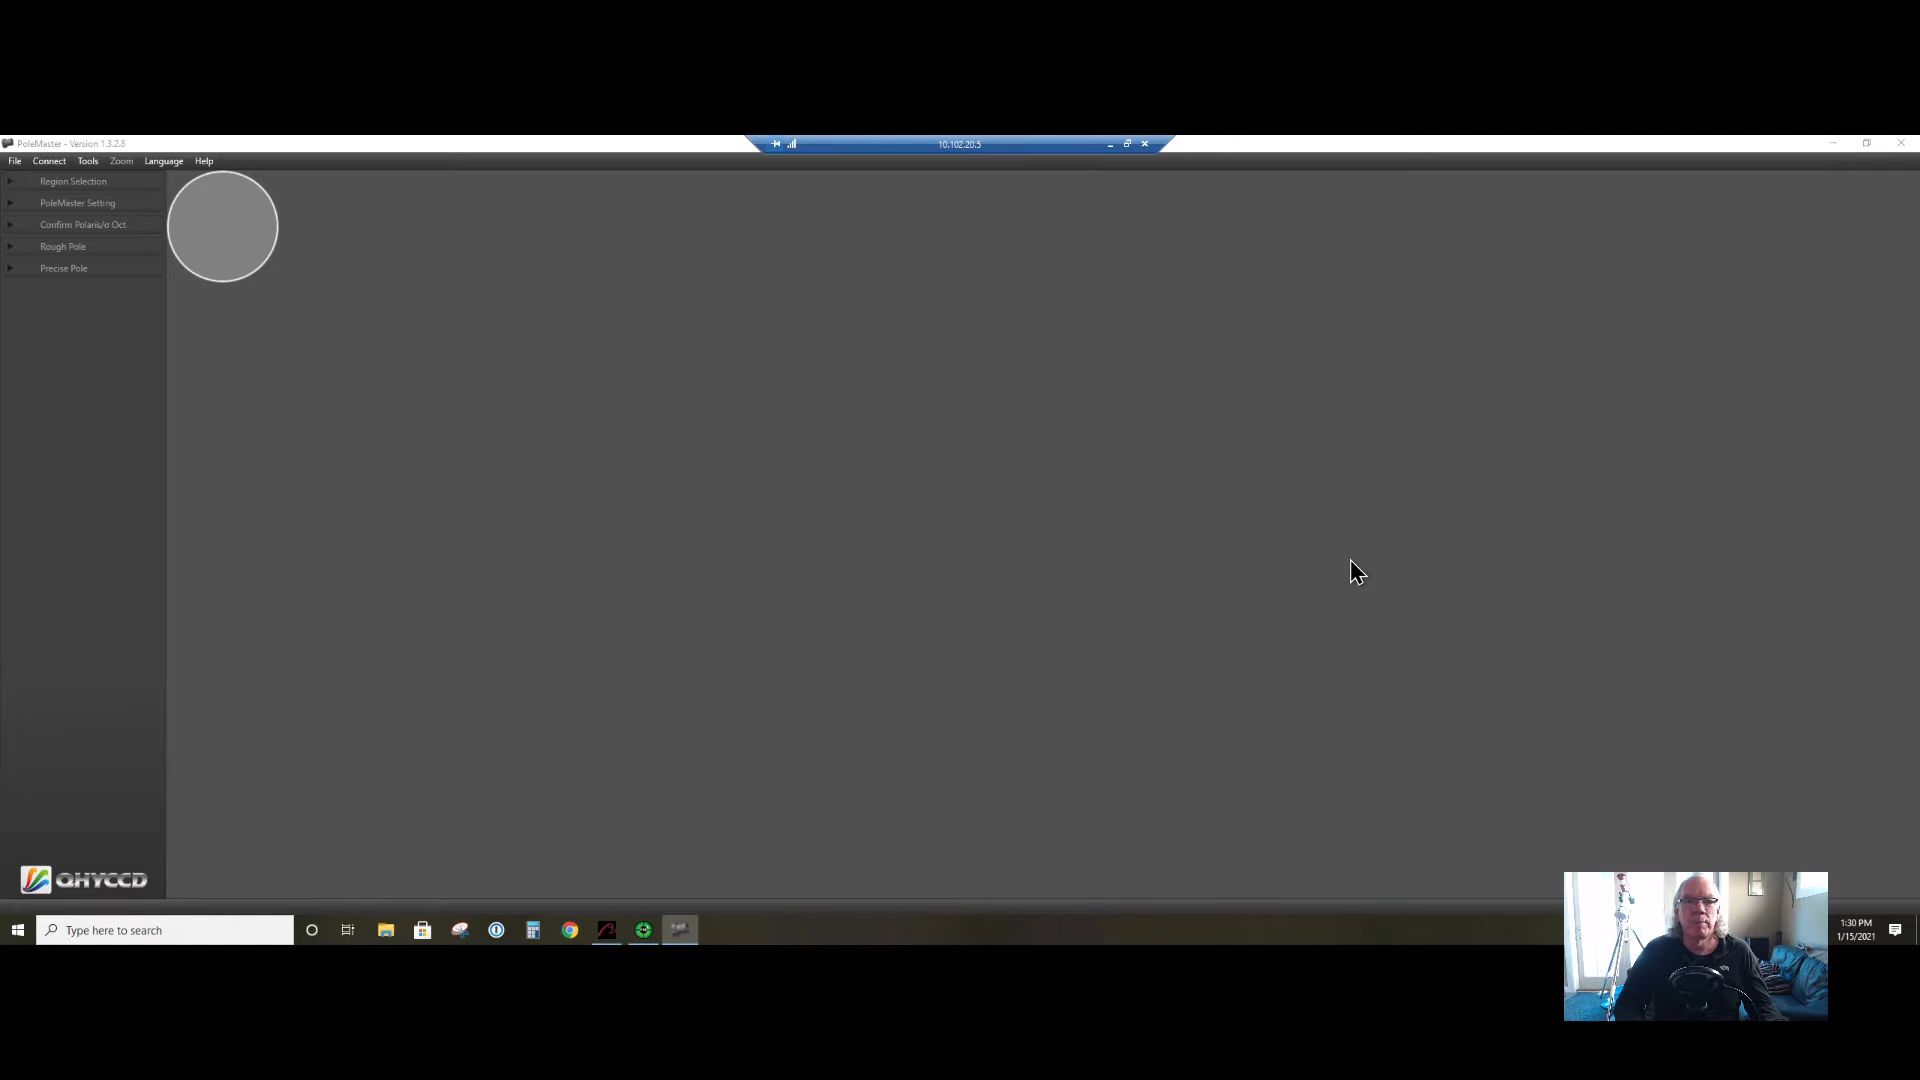 PoleMaster - Version 1.3.2.8
10.102.20.5
File Connect Tools Zoom Language Help
Region Selection
PoleMaster Setting
Confirm Polaris/σ Oct
Rough Pole
Precise Pole
QHYCCD
Type here to search
1:30 PM
1/15/2021